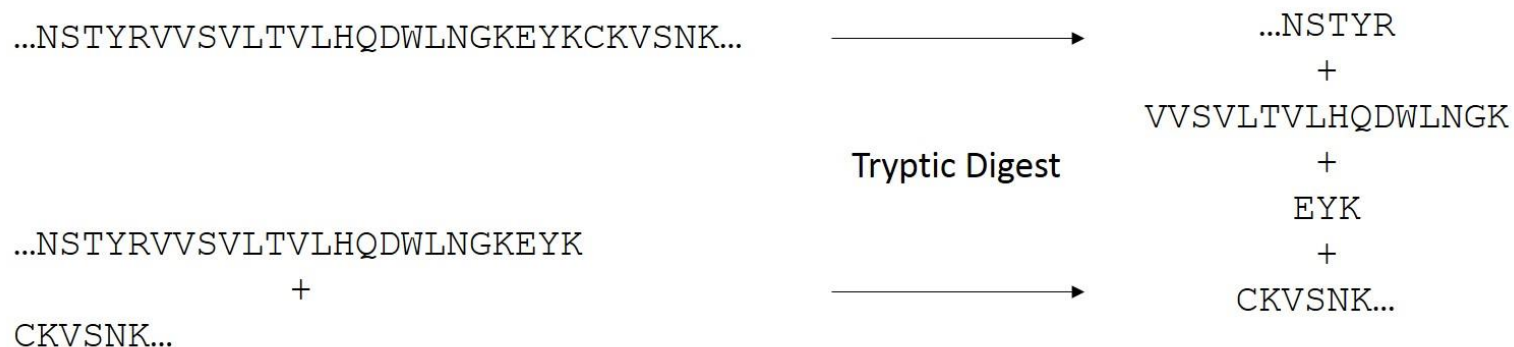 …NSTYRVVSVLTVLHQDWLNGKEYKCKVSNK…
…NSTYR
+
VVSVLTVLHQDWLNGK
Tryptic Digest
+
EYK
…NSTYRVVSVLTVLHQDWLNGKEYK
+
+
CKVSNK…
CKVSNK…